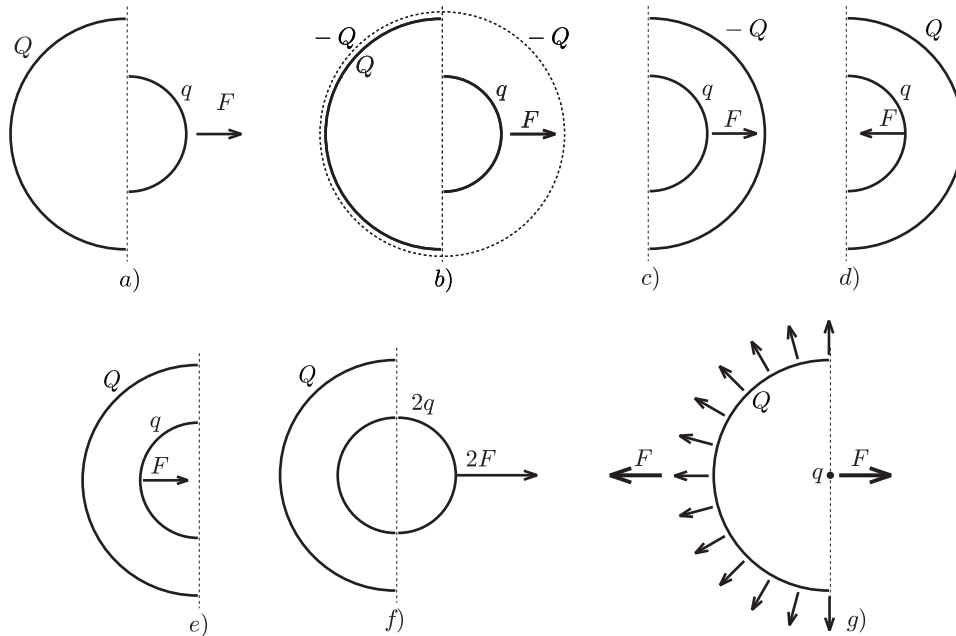 Q q F a)
– Q – Q Q q F b)
– Q q F c)
Q q F d)
Q q F e)
Q 2q 2F f)
Q F q F g)